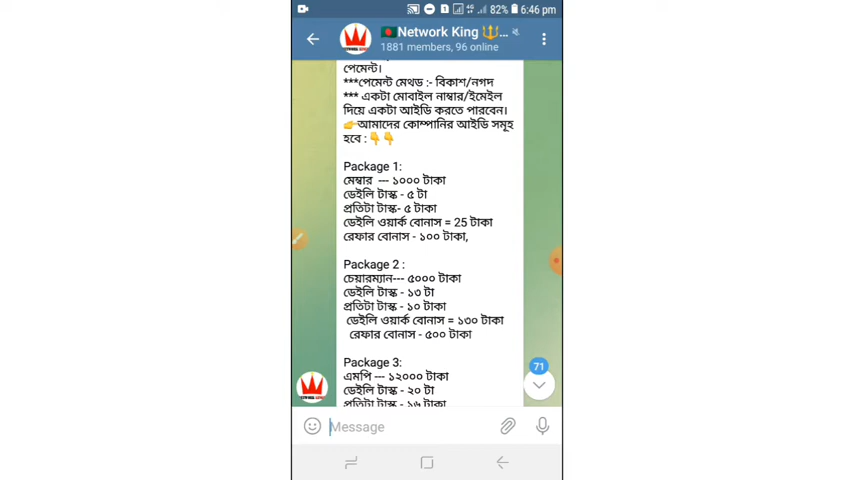 82% 6:46 pm
Network King
1881 members, 96 online
পেমেন্ট।
***পেমেন্ট মেথড :- বিকাশ/নগদ
*** একটা মোবাইল নাম্বার/ইমেইল
দিয়ে একটা আইডি করতে পারবেন।
👉আমাদের কোম্পানির আইডি সমূহ
হবে : 👇👇
Package 1:
মেম্বার --- ১০০০ টাকা
ডেইলি টাস্ক - ৫ টা
প্রতিটা টাস্ক- ৫ টাকা
ডেইলি ওয়ার্ক বোনাস = 25 টাকা
রেফার বোনাস - ১০০ টাকা,
Package 2 :
চেয়ারম্যান--- ৫০০০ টাকা
ডেইলি টাস্ক - ১৩ টা
প্রতিটা টাস্ক - ১০ টাকা
ডেইলি ওয়ার্ক বোনাস = ১৩০ টাকা
রেফার বোনাস - ৫০০ টাকা
Package 3:
এমপি --- ১২০০০ টাকা
ডেইলি টাস্ক - ২০ টা
প্রতিটা টাস্ক - ১৬ টাকা
71
Message